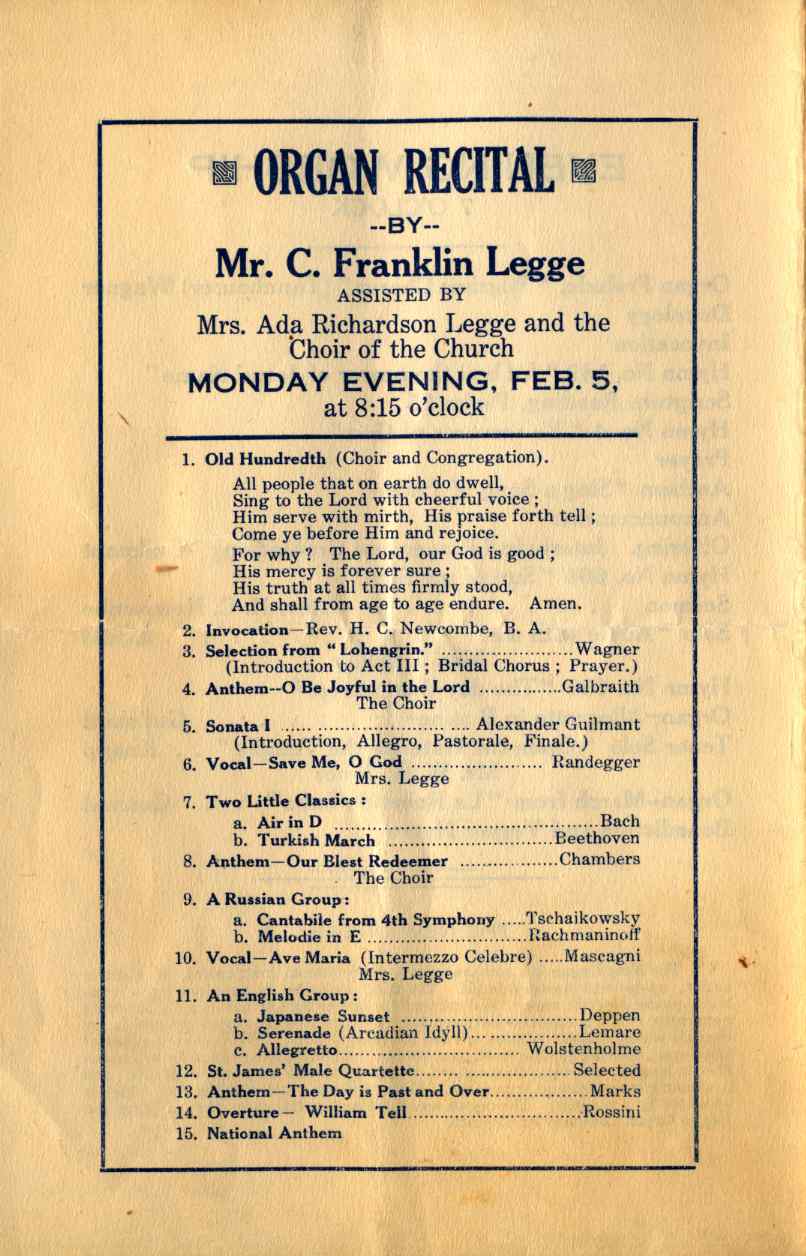 ORGAN RECITAL
--BY--
Mr. C. Franklin Legge
ASSISTED BY
Mrs. Ada Richardson Legge and the
Choir of the Church
MONDAY EVENING, FEB. 5,
at 8:15 o'clock
1. Old Hundredth (Choir and Congregation).
All people that on earth do dwell,
Sing to the Lord with cheerful voice ;
Him serve with mirth, His praise forth tell ;
Come ye before Him and rejoice.
For why ? The Lord, our God is good ;
His mercy is forever sure ;
His truth at all times firmly stood,
And shall from age to age endure. Amen.
2. Invocation—Rev. H. C. Newcombe, B. A.
3. Selection from "Lohengrin." ........................Wagner
(Introduction to Act III ; Bridal Chorus ; Prayer.)
4. Anthem--O Be Joyful in the Lord ...............Galbraith
The Choir
5. Sonata I ...... ....................... .... Alexander Guilmant
(Introduction, Allegro, Pastorale, Finale.)
6. Vocal—Save Me, O God ........................ Randegger
Mrs. Legge
7. Two Little Classics :
a. Air in D ................................................Bach
b. Turkish March ..............................Beethoven
8. Anthem—Our Blest Redeemer ..................Chambers
The Choir
9. A Russian Group :
a. Cantabile from 4th Symphony .....Tschaikowsky
b. Melodie in E .............................Rachmaninoff
10. Vocal—Ave Maria (Intermezzo Celebre) .....Mascagni
Mrs. Legge
11. An English Group :
a. Japanese Sunset ................................Deppen
b. Serenade (Arcadian Idyll)... ................Lemare
c. Allegretto................................. Wolstenholme
12. St. James' Male Quartette........ ...................Selected
13. Anthem—The Day is Past and Over..................Marks
14. Overture — William Tell...............................Rossini
15. National Anthem